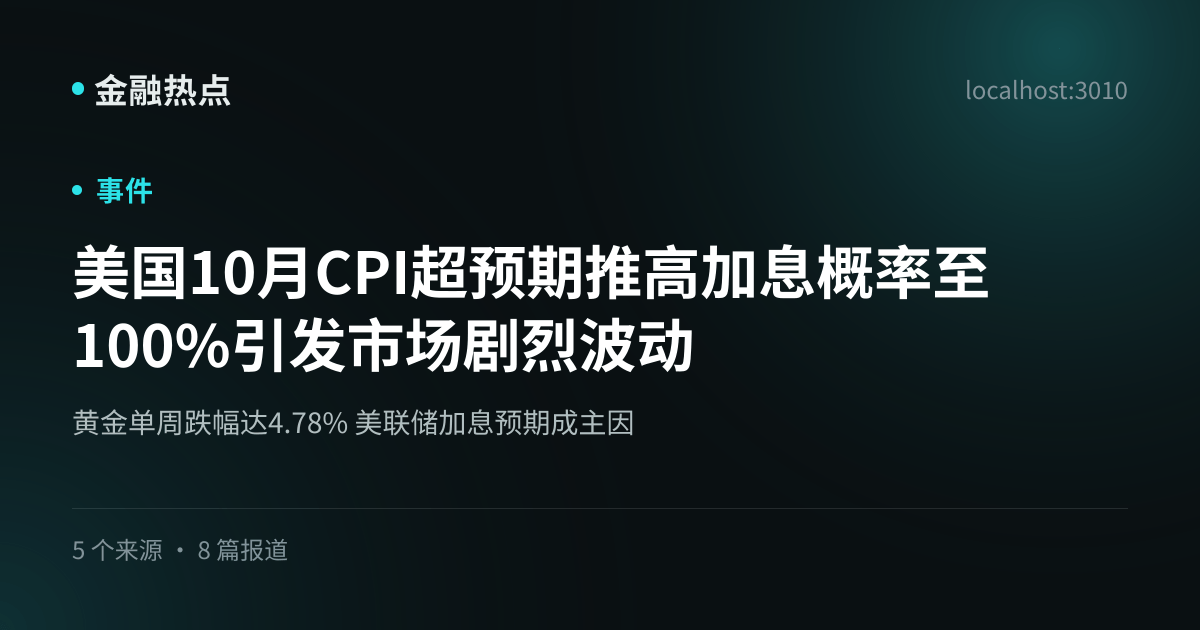 金融热点
localhost:3010
事件
美国10月CPI超预期推高加息概率至
100%引发市场剧烈波动
黄金单周跌幅达4.78% 美联储加息预期成主因
5 个来源 · 8 篇报道